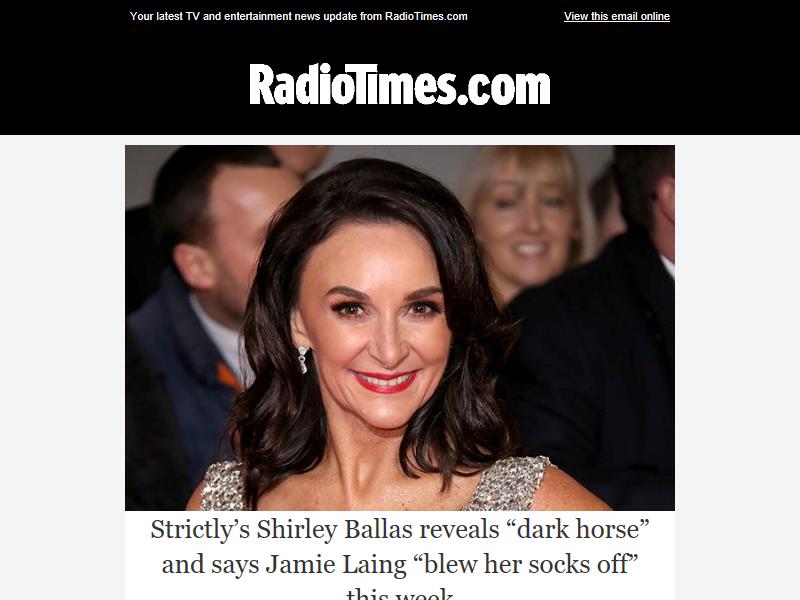 Your latest TV and entertainment news update from RadioTimes.com
View this email online
RadioTimes.com
Strictly’s Shirley Ballas reveals “dark horse”
and says Jamie Laing “blew her socks off”
this week